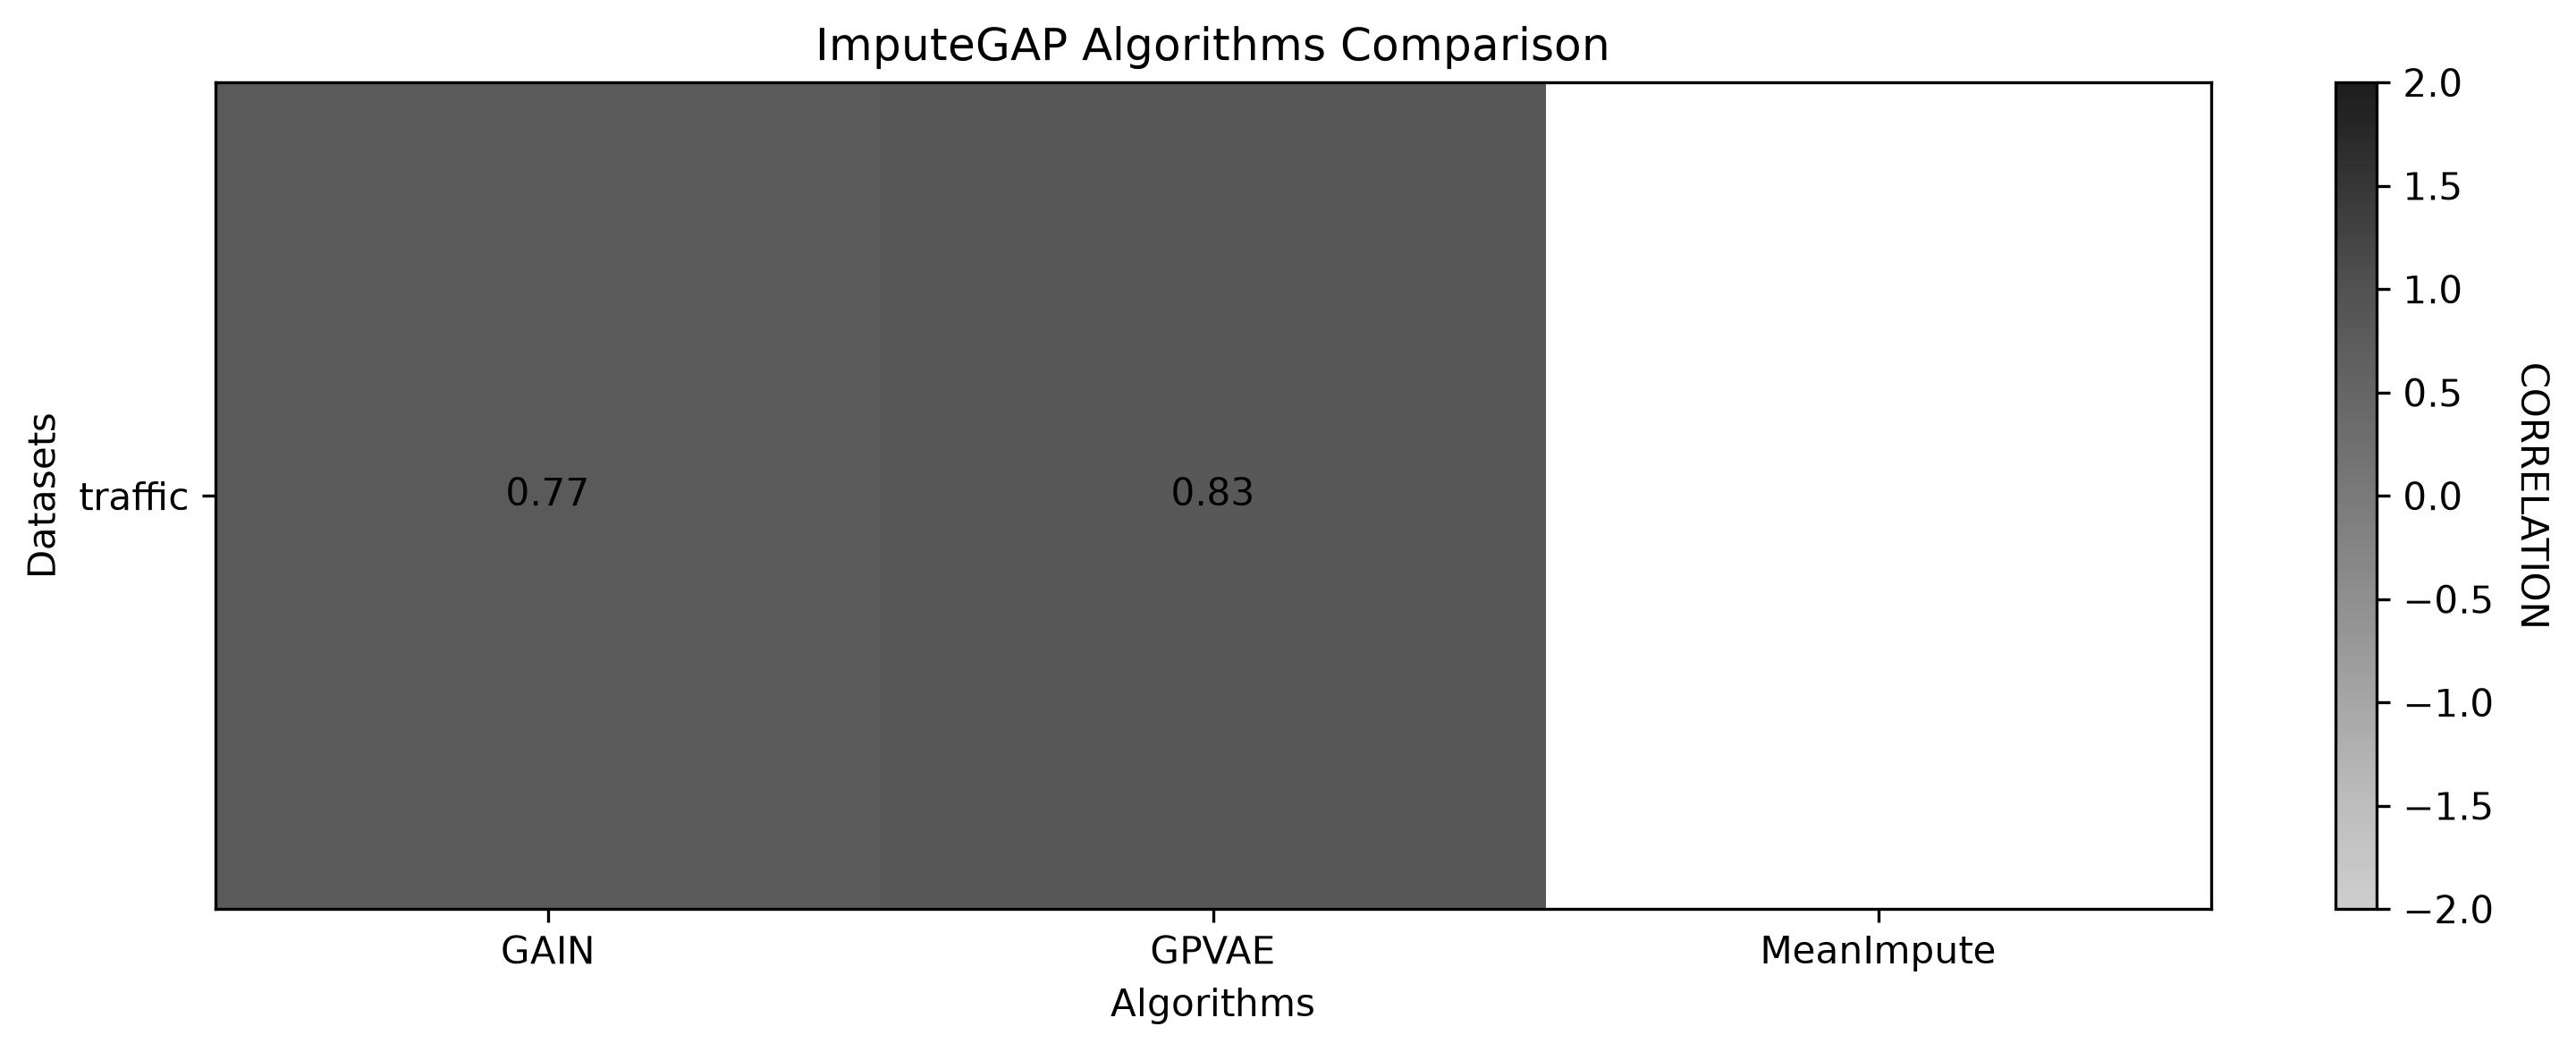 ImputeGAP Algorithms Comparison
Datasets
traffic
0.77
0.83
GAIN
GPVAE
MeanImpute
Algorithms
2.0
1.5
1.0
0.5
0.0
−0.5
−1.0
−1.5
−2.0
CORRELATION